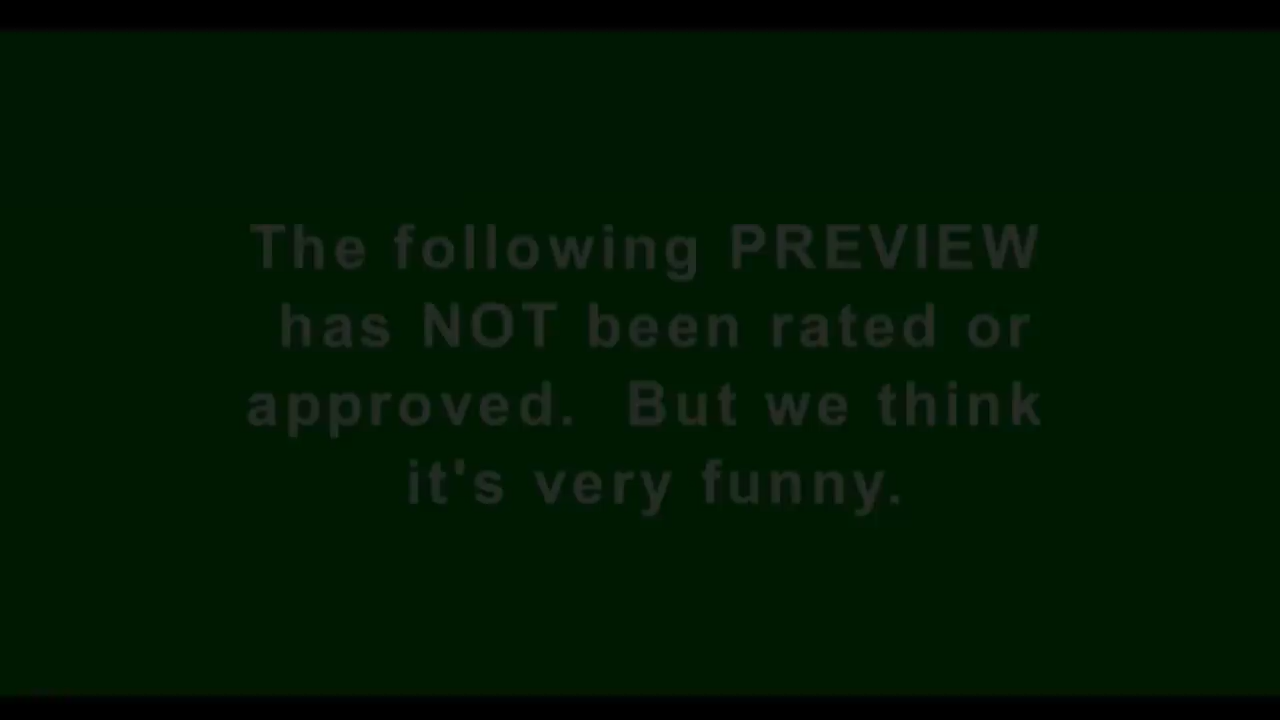 The following PREVIEW
has NOT been rated or
approved.  But we think
it's very funny.